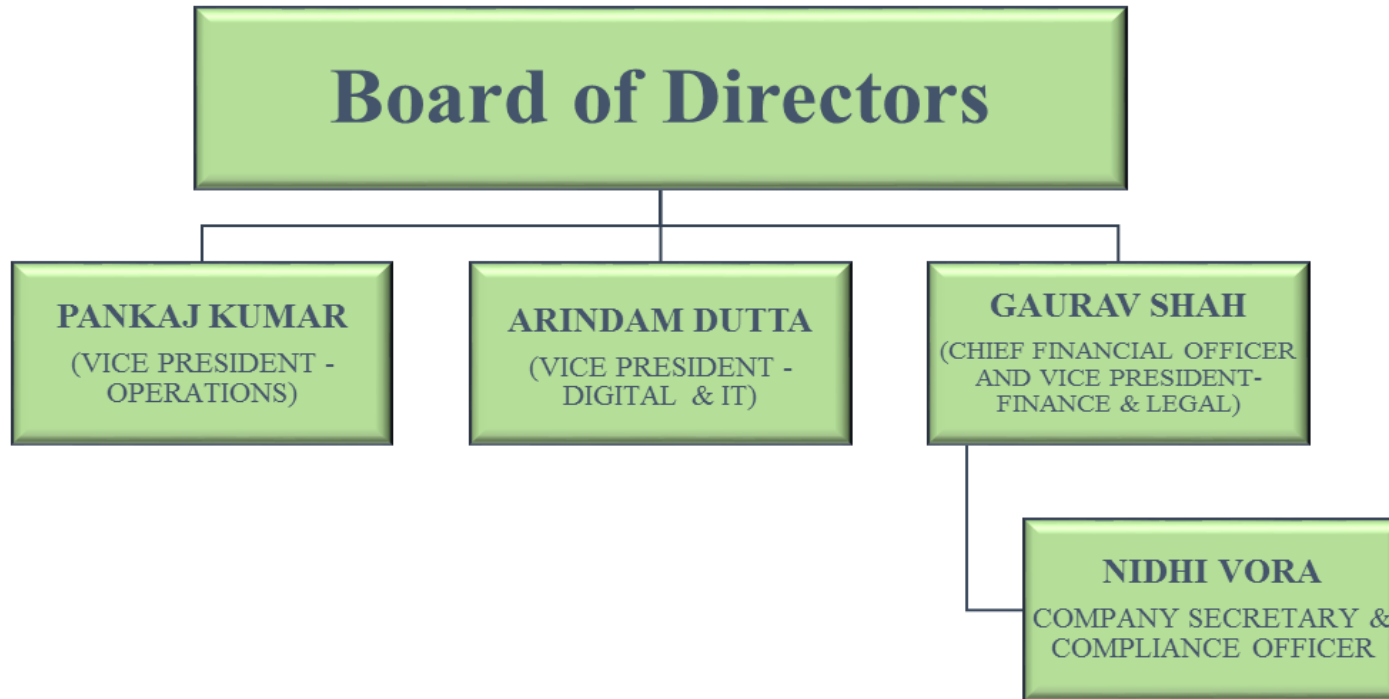 Board of Directors
PANKAJ KUMAR
(VICE PRESIDENT -
OPERATIONS)
ARINDAM DUTTA
(VICE PRESIDENT -
DIGITAL & IT)
GAURAV SHAH
(CHIEF FINANCIAL OFFICER
AND VICE PRESIDENT-
FINANCE & LEGAL)
NIDHI VORA
COMPANY SECRETARY &
COMPLIANCE OFFICER